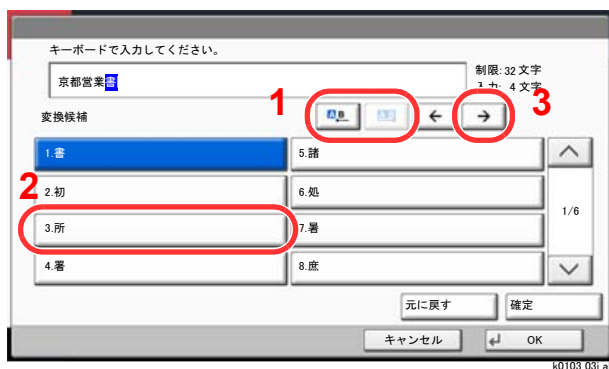 キーボードで入力してください。
京都営業書
制限: 32 文字
入力: 4 文字
変換候補
1
3
A B
A B
←
→
1.書
5.諸
2
2.初
6.処
1/6
3.所
7.暑
4.署
8.庶
元に戻す
確定
キャンセル
OK
k0103_03j.a